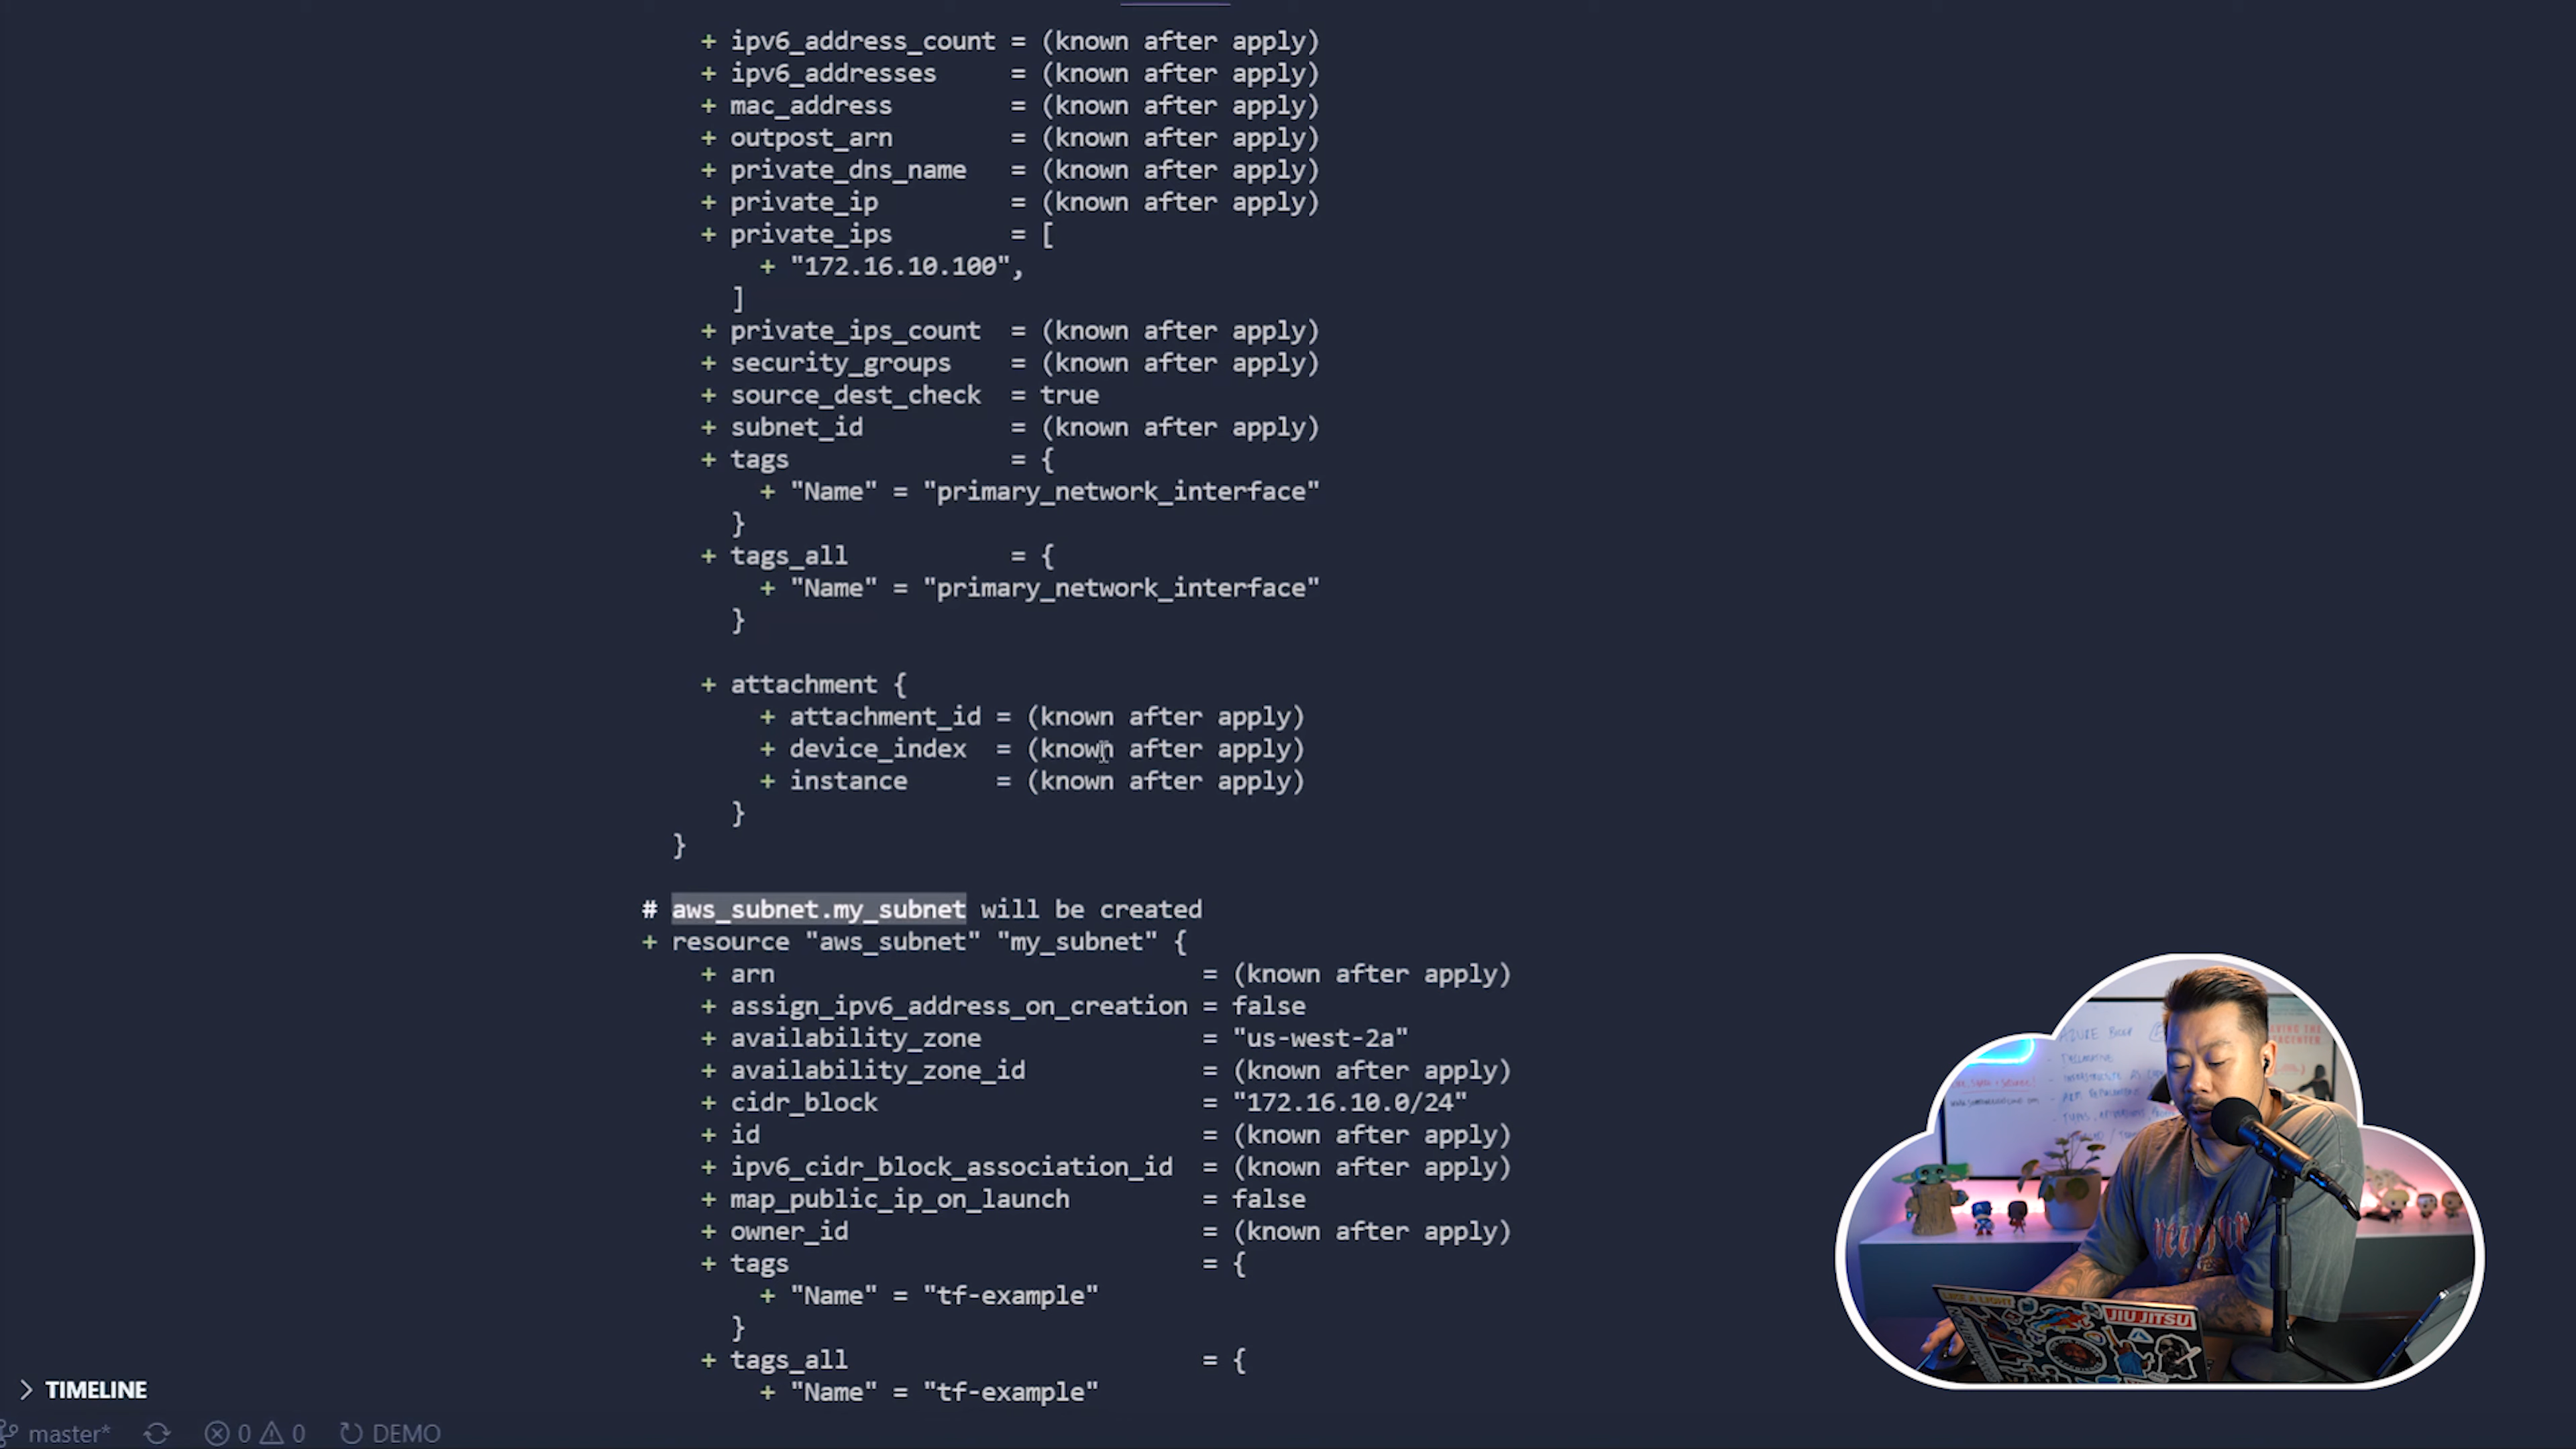 + ipv6_address_count = (known after apply)
+ ipv6_addresses = (known after apply)
+ mac_address = (known after apply)
+ outpost_arn = (known after apply)
+ private_dns_name = (known after apply)
+ private_ip = (known after apply)
+ private_ips = [
+ "172.16.10.100",
]
+ private_ips_count = (known after apply)
+ security_groups = (known after apply)
+ source_dest_check = true
+ subnet_id = (known after apply)
+ tags = {
+ "Name" = "primary_network_interface"
}
+ tags_all = {
+ "Name" = "primary_network_interface"
}
+ attachment {
+ attachment_id = (known after apply)
+ device_index = (known after apply)
+ instance = (known after apply)
}
}
# aws_subnet.my_subnet will be created
+ resource "aws_subnet" "my_subnet" {
+ arn = (known after apply)
+ assign_ipv6_address_on_creation = false
+ availability_zone = "us-west-2a"
+ availability_zone_id = (known after apply)
+ cidr_block = "172.16.10.0/24"
+ id = (known after apply)
+ ipv6_cidr_block_association_id = (known after apply)
+ map_public_ip_on_launch = false
+ owner_id = (known after apply)
+ tags = {
+ "Name" = "tf-example"
}
+ tags_all = {
+ "Name" = "tf-example"
TIMELINE
master* 0 0 DEMO
AZURE
JIU JITSU